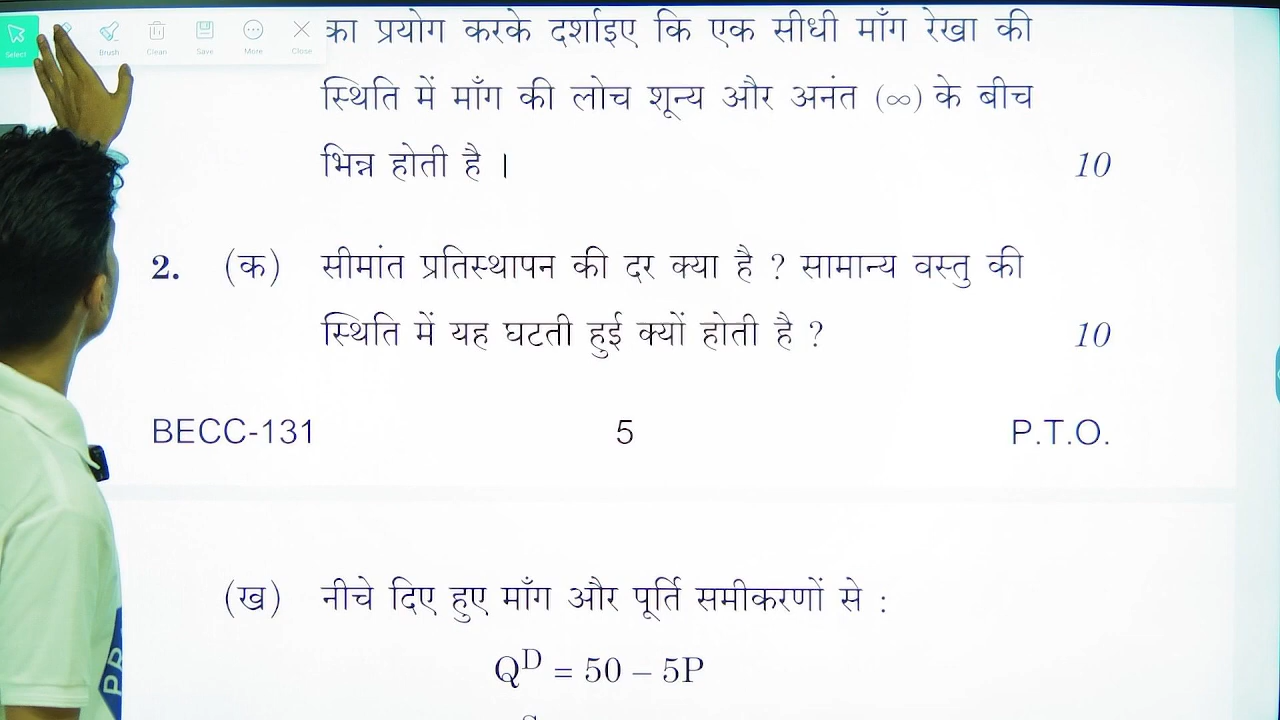 Select
Brush
Clean
Save
More
Close
का प्रयोग करके दर्शाइए कि एक सीधी माँग रेखा की
स्थिति में माँग की लोच शून्य और अनंत (∞) के बीच
भिन्न होती है । 10
2. (क) सीमांत प्रतिस्थापन की दर क्या है ? सामान्य वस्तु की
स्थिति में यह घटती हुई क्यों होती है ? 10
BECC-131 5 P.T.O.
(ख) नीचे दिए हुए माँग और पूर्ति समीकरणों से :
Q^D = 50 – 5P